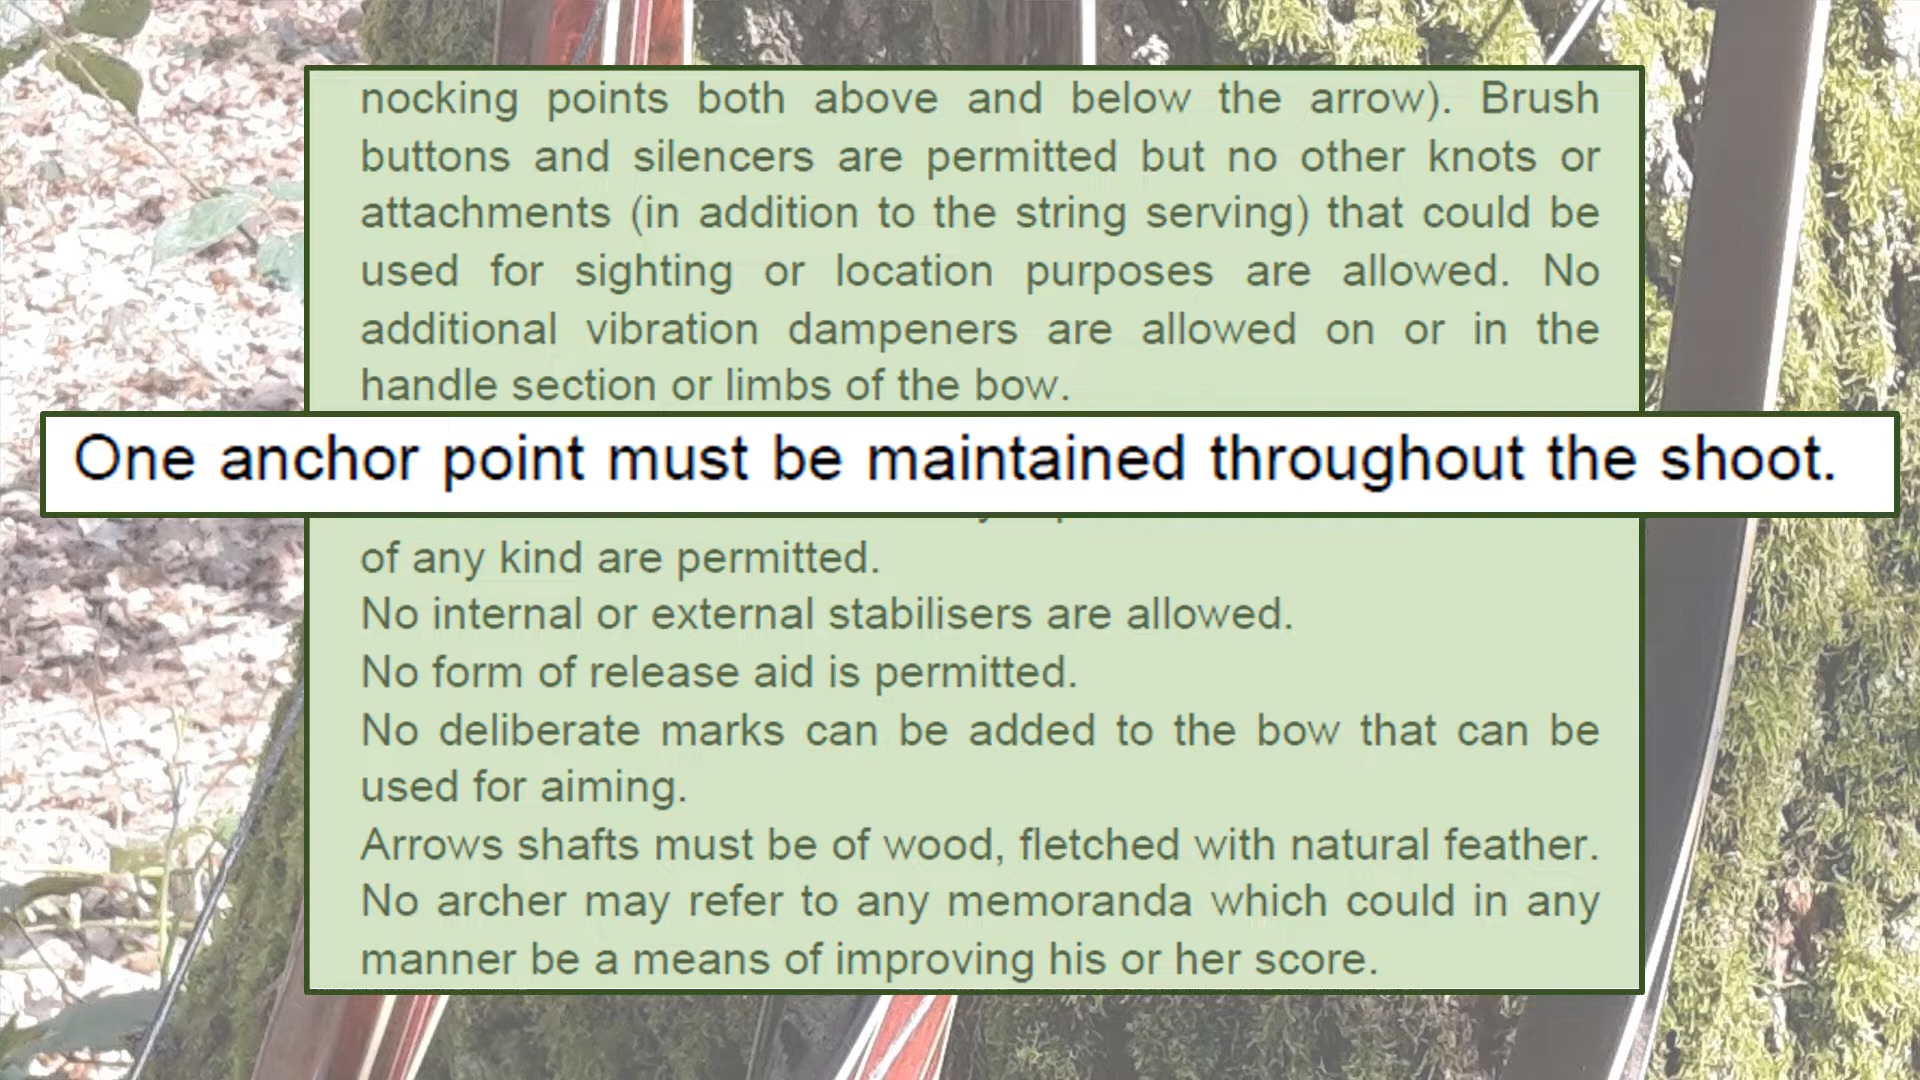 nocking points both above and below the arrow). Brush
buttons and silencers are permitted but no other knots or
attachments (in addition to the string serving) that could be
used for sighting or location purposes are allowed. No
additional vibration dampeners are allowed on or in the
handle section or limbs of the bow.
One anchor point must be maintained throughout the shoot.
of any kind are permitted.
No internal or external stabilisers are allowed.
No form of release aid is permitted.
No deliberate marks can be added to the bow that can be
used for aiming.
Arrows shafts must be of wood, fletched with natural feather.
No archer may refer to any memoranda which could in any
manner be a means of improving his or her score.